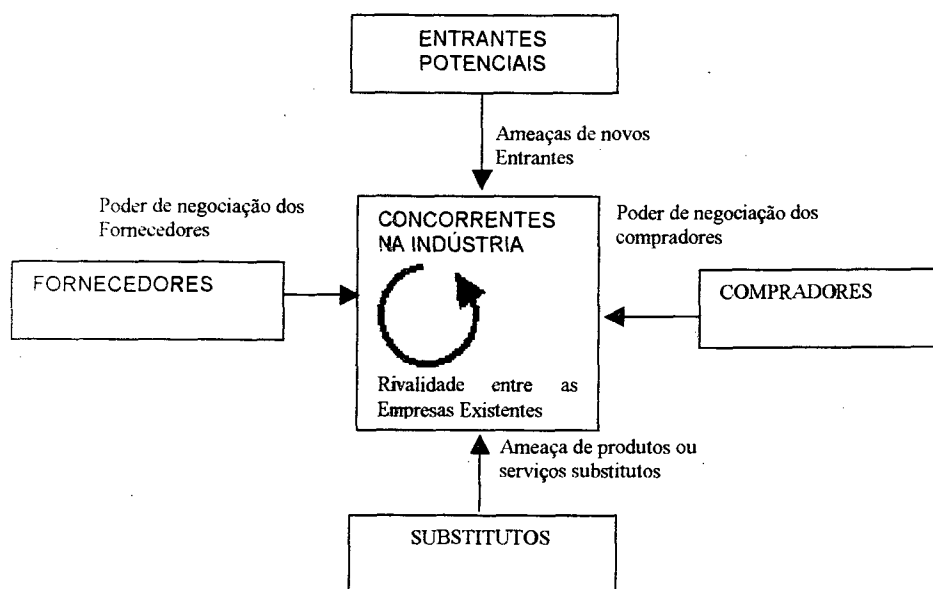 ENTRANTES
POTENCIAIS
Ameaças de novos
Entrantes
Poder de negociação dos
Fornecedores
CONCORRENTES
NA INDÚSTRIA
Poder de negociação dos
compradores
FORNECEDORES
COMPRADORES
Rivalidade entre as
Empresas Existentes
Ameaça de produtos ou
serviços substitutos
SUBSTITUTOS